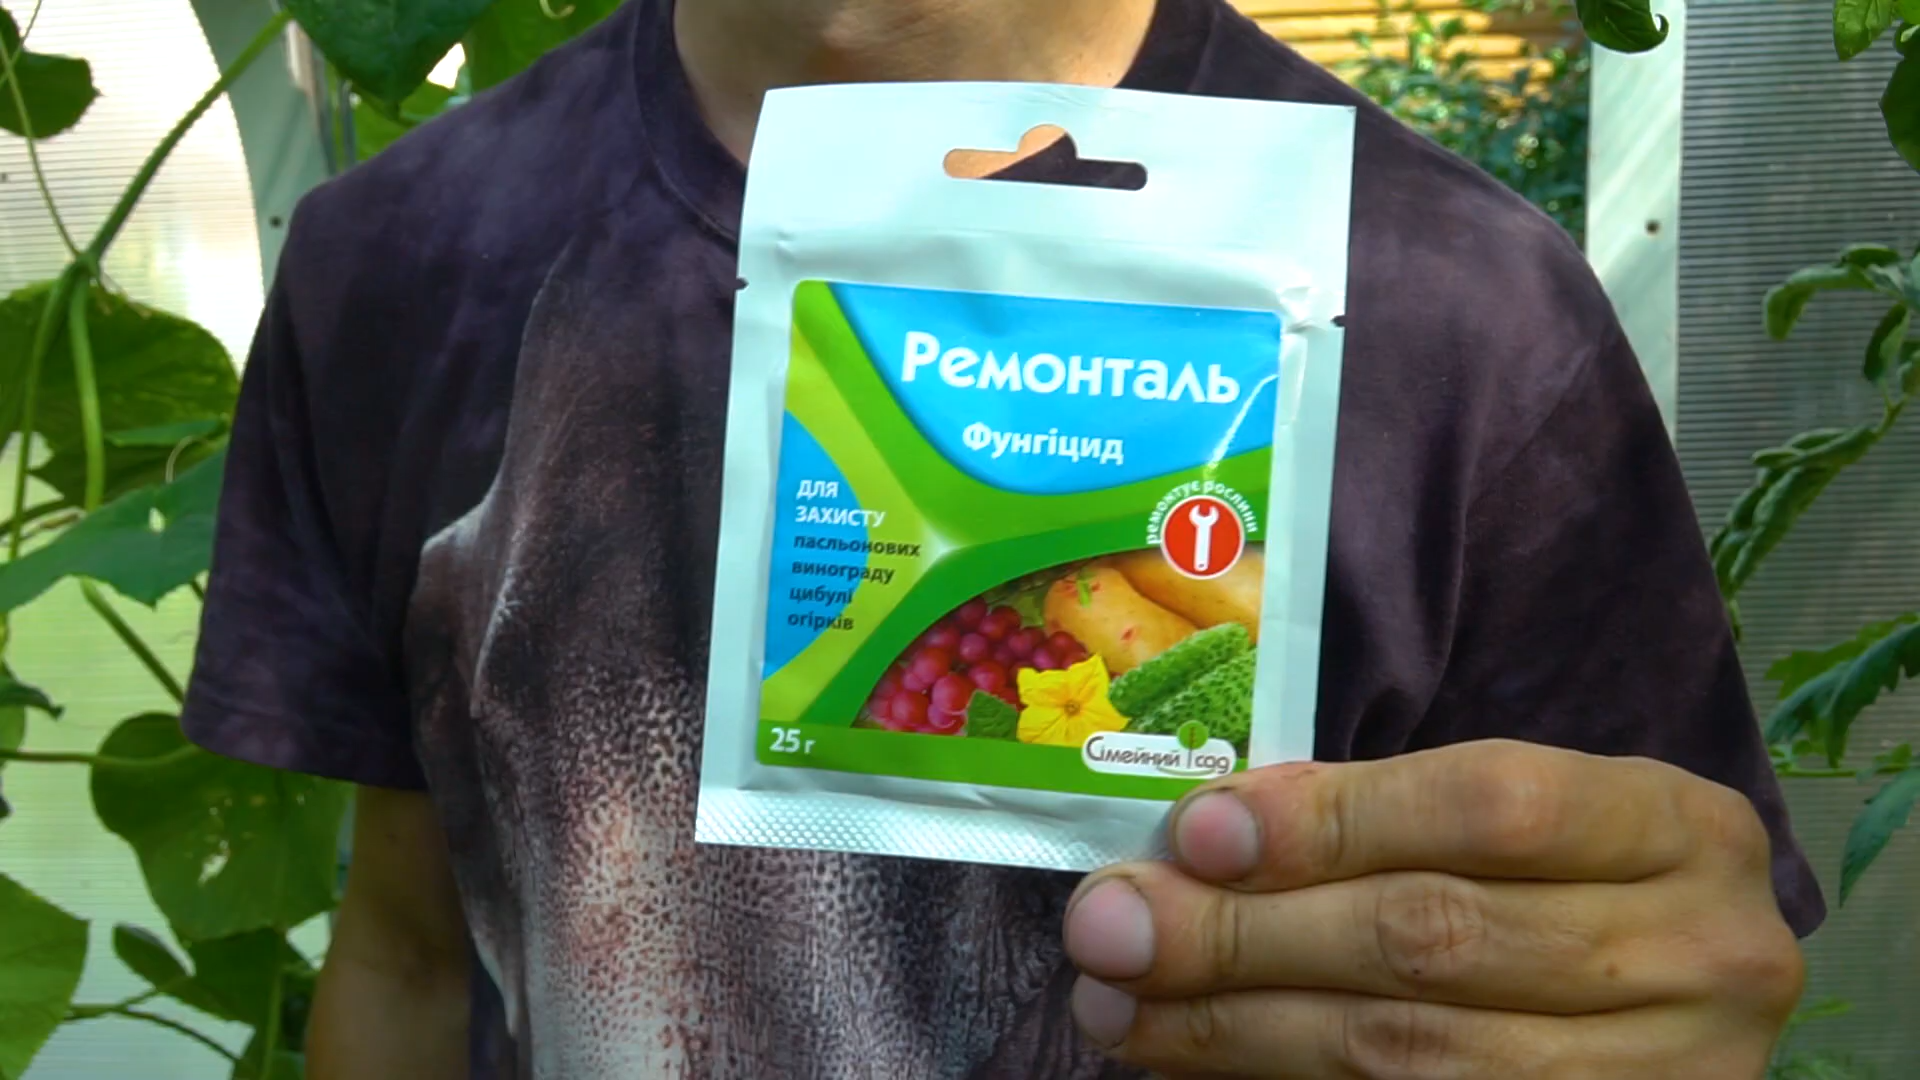 Ремонталь
Фунгіцид
ДЛЯ
ЗАХИСТУ
пасльонових
винограду
цибулі
огірків
ремонтує рослини
25 г
Сімейний сад